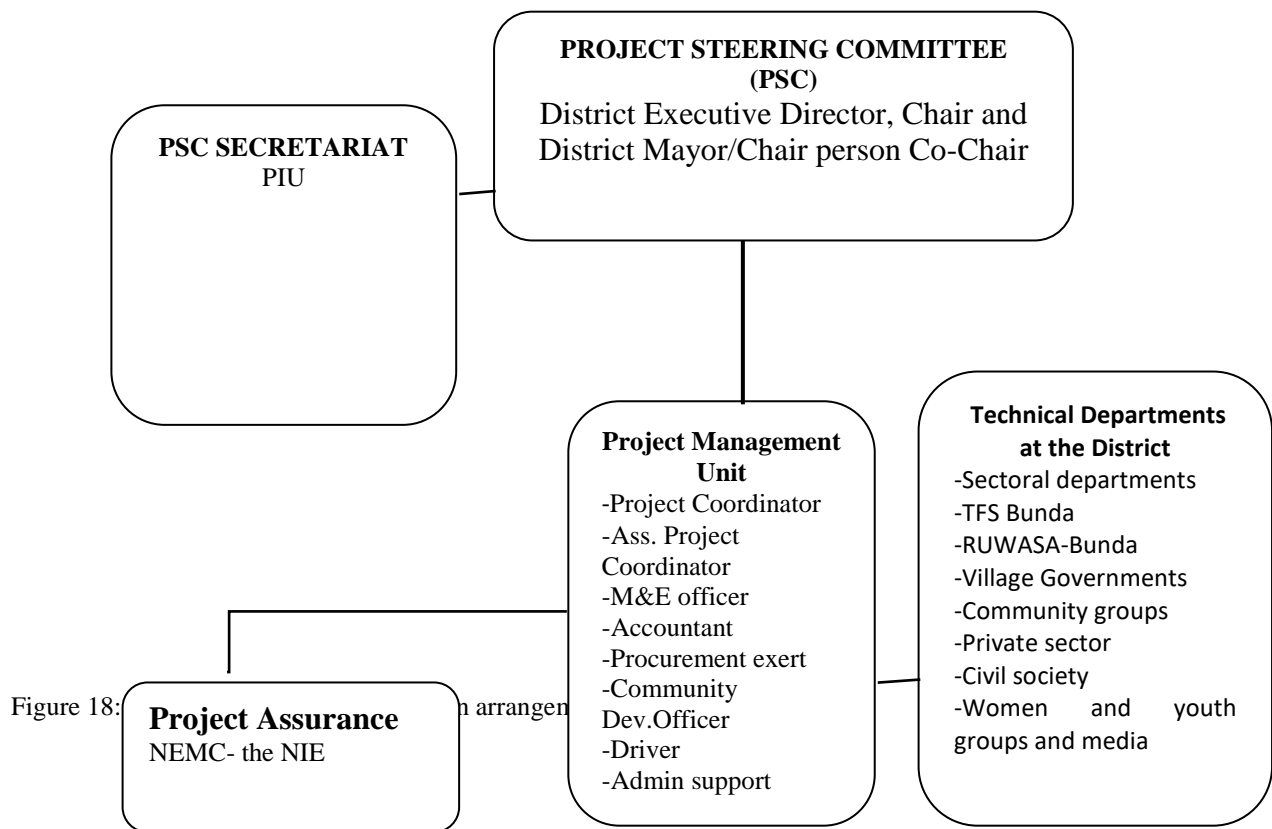 PROJECT STEERING COMMITTEE
(PSC)
District Executive Director, Chair and
District Mayor/Chair person Co-Chair
PSC SECRETARIAT
PIU
Project Management
Unit
-Project Coordinator
-Ass. Project
Coordinator
-M&E officer
-Accountant
-Procurement exert
-Community
Dev.Officer
-Driver
-Admin support
Technical Departments
at the District
-Sectoral departments
-TFS Bunda
-RUWASA-Bunda
-Village Governments
-Community groups
-Private sector
-Civil society
-Women and youth
groups and media
Project Assurance
NEMC- the NIE
Figure 18: